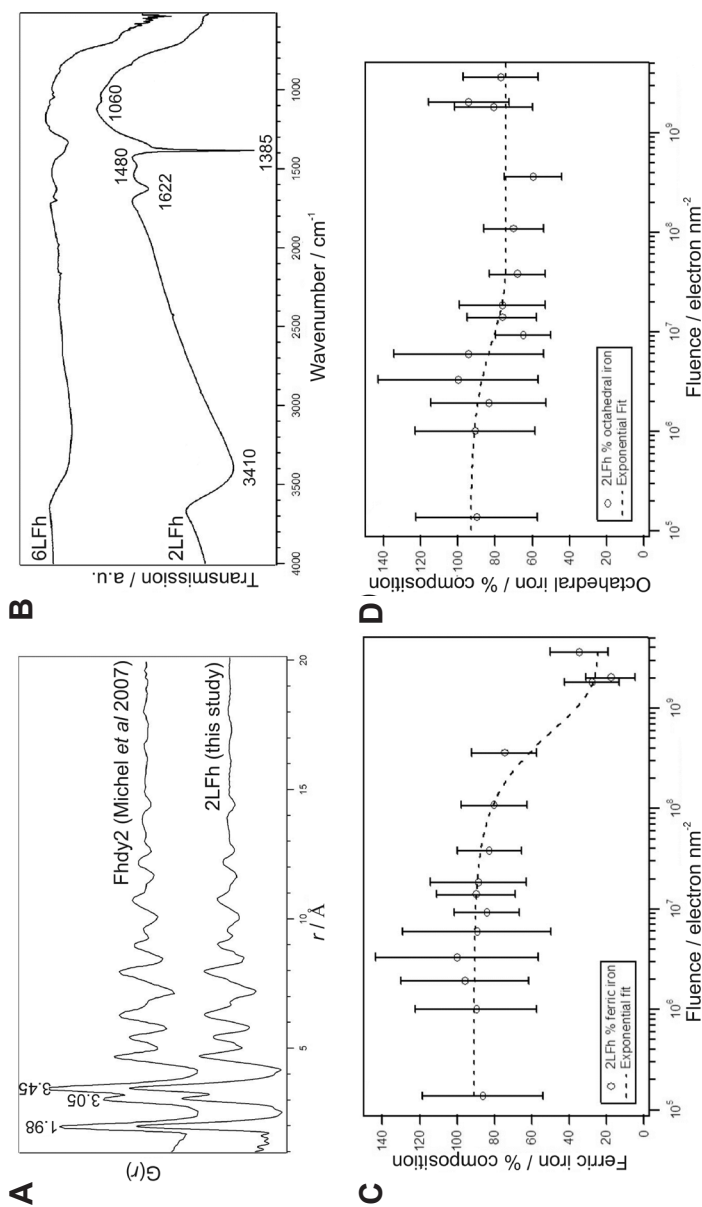 A
G(r)
1.98
3.05
3.45
Fhdy2 (Michel et al 2007)
2LFh (this study)
5
10
15
20
r / Å
B
Transmission / a.u.
6LFh
2LFh
3410
1622
1480
1385
1060
4000
3500
3000
2500
2000
1500
1000
Wavenumber / cm-1
C
Ferric iron / % composition
140
120
100
80
60
40
20
0
2LFh % ferric iron
Exponential fit
10^5
10^6
10^7
10^8
10^9
Fluence / electron nm-2
D
Octahedral iron / % composition
140
120
100
80
60
40
20
0
2LFh % octahedral iron
Exponential Fit
10^5
10^6
10^7
10^8
10^9
Fluence / electron nm-2